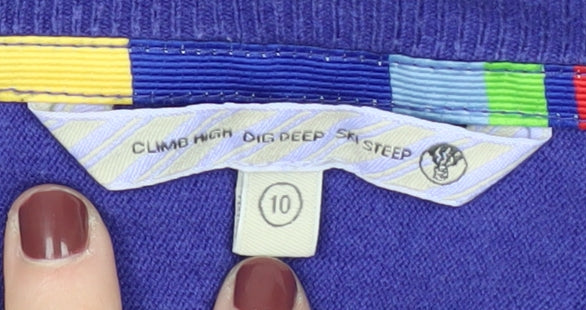 CLIMB HIGH DIG DEEP SKI STEEP
10